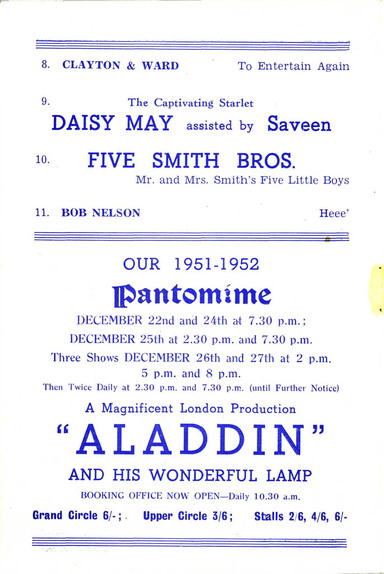 8. CLAYTON & WARD To Entertain Again
9. The Captivating Starlet
DAISY MAY assisted by Saveen
10. FIVE SMITH BROS.
Mr. and Mrs. Smith's Five Little Boys
11. BOB NELSON Heee'
OUR 1951-1952
Pantomime
DECEMBER 22nd and 24th at 7.30 p.m.;
DECEMBER 25th at 2.30 p.m. and 7.30 p.m.
Three Shows DECEMBER 26th and 27th at 2 p.m.
5 p.m. and 8 p.m.
Then Twice Daily at 2.30 p.m. and 7.30 p.m. (until Further Notice)
A Magnificent London Production
"ALADDIN"
AND HIS WONDERFUL LAMP
BOOKING OFFICE NOW OPEN—Daily 10.30 a.m.
Grand Circle 6/-; Upper Circle 3/6; Stalls 2/6, 4/6, 6/-